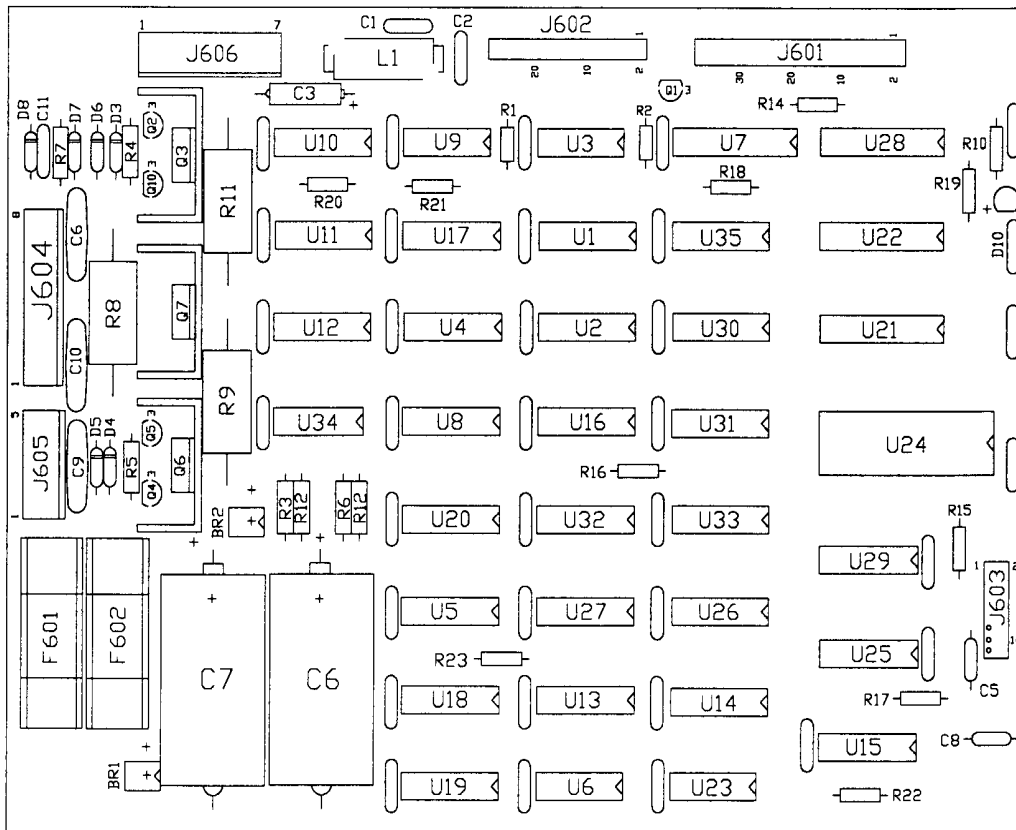 1 7
J606
C1
L1
C2
J602
1
20 10 2
J601
1
30 20 10 2
C3 +
Q1 3
R14
D8 C11 R7 D7 D6 D3 R4
Q2 3
Q10 3
Q3
R11
U10 U9 R1 U3 R2 U7 U28 R10
R20 R21 R18 R19
+
D10
8
J604
1
C6
R8
Q7
U11 U17 U1 U35 U22
C10
R9
U12 U4 U2 U30 U21
5
J605
1
C9
D5 D4 R5
Q5 3
Q4 3
Q6
U34 U8 U16 U31 U24
R16
+
BR2
+
+
R3 R12 R6 R12
U20 U32 U33
R15
U29
1 2
J603
F601 F602
+
+
C7
+
+
C6
U5 U27 U26
R23
U25
C5
R17
U18 U13 U14
U15
C8
+
BR1
+
U19 U6 U23
R22